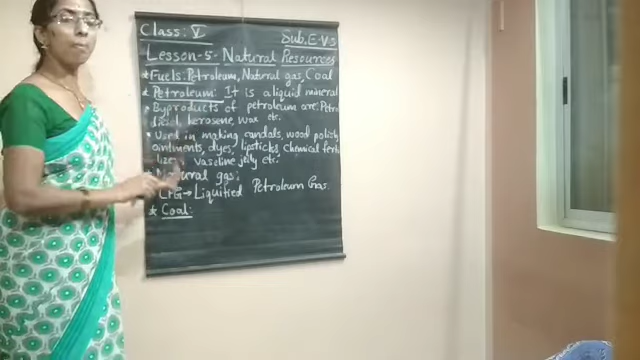 Class: V
Sub. E.V.S
Lesson-5- Natural Resources
* Fuels: Petroleum, Natural gas, Coal
* Petroleum: It is a liquid mineral
* Byproducts of petroleum are: Petrol
diesel kerosene, wax etc.
* Used in making candals, wood polish
ointments, dyes, lipsticks chemical fert
lizers vaseline jelly etc.
* Natural gas:
LPG → Liquified Petroleum Gas.
* Coal: